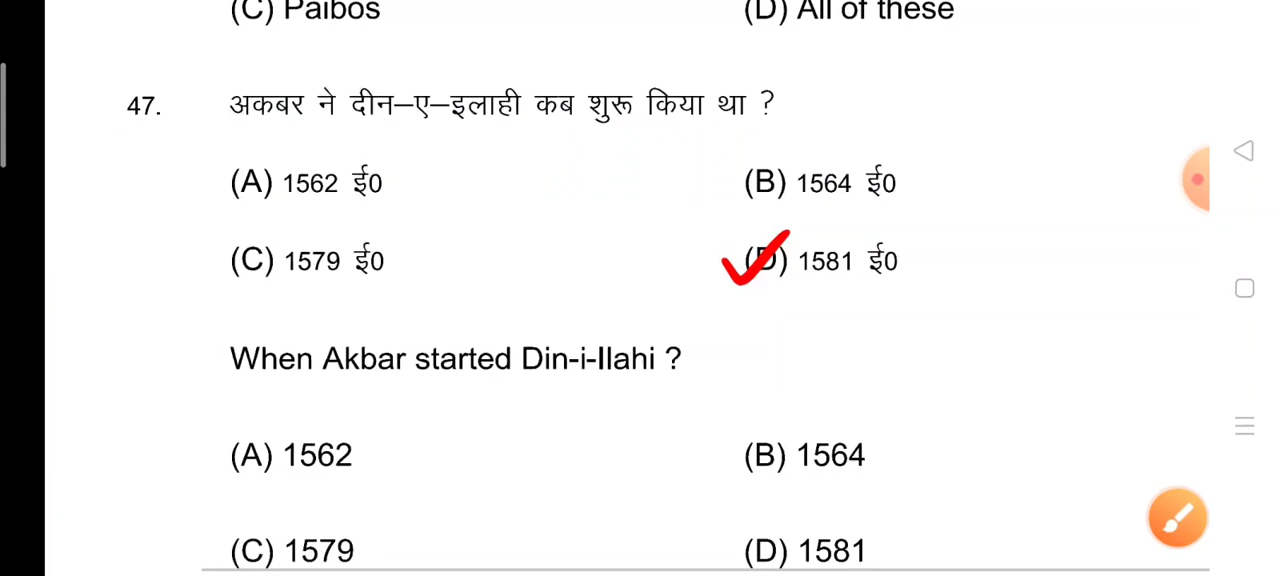 (C) Paibos (D) All of these
47. अकबर ने दीन–ए–इलाही कब शुरू किया था ?
(A) 1562 ई0 (B) 1564 ई0
(C) 1579 ई0 (D) 1581 ई0
When Akbar started Din-i-Ilahi ?
(A) 1562 (B) 1564
(C) 1579 (D) 1581